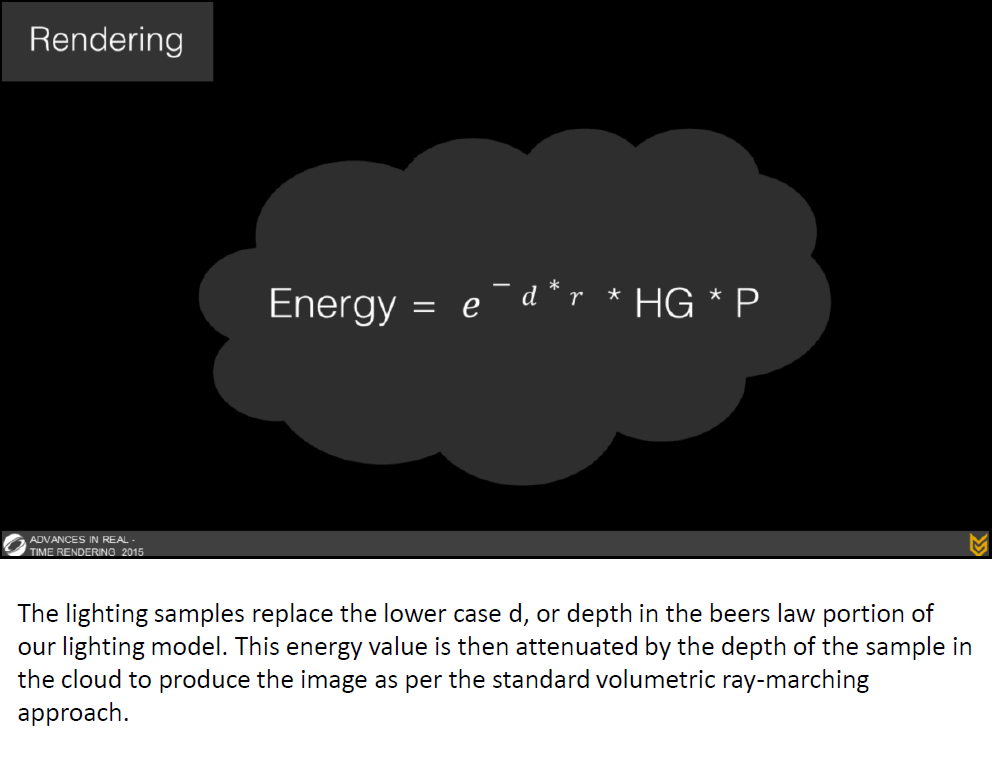 Rendering
Energy = e^{-d*r} * HG * P
ADVANCES IN REAL -
TIME RENDERING 2015
The lighting samples replace the lower case d, or depth in the beers law portion of
our lighting model. This energy value is then attenuated by the depth of the sample in
the cloud to produce the image as per the standard volumetric ray-marching
approach.